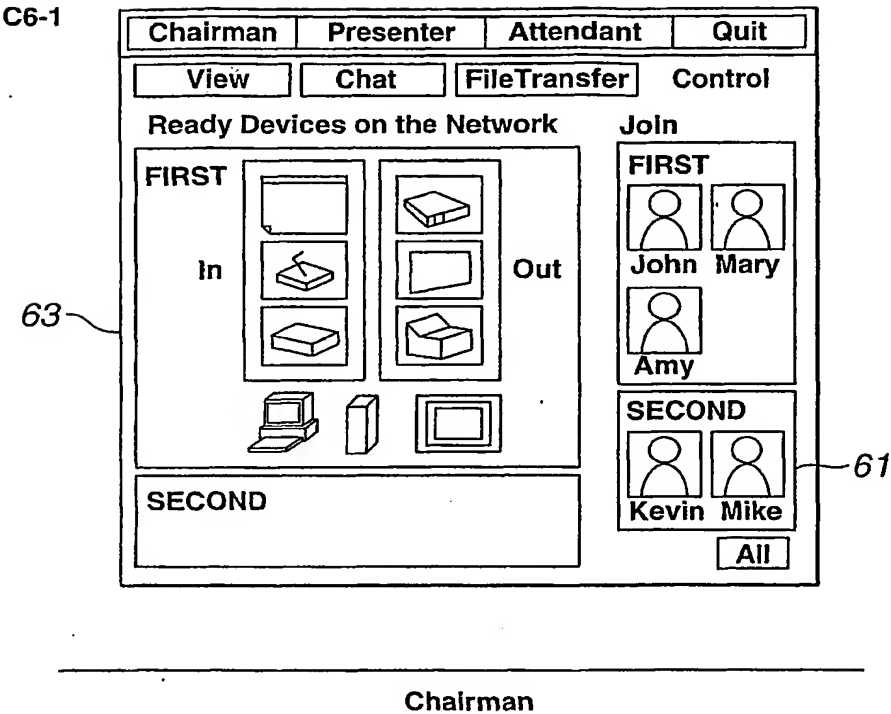 C6-1
Chairman Presenter Attendant Quit
View Chat FileTransfer Control
Ready Devices on the Network
Join
FIRST
In
Out
63
SECOND
FIRST
John Mary
Amy
SECOND
61
Kevin Mike
All
Chairman